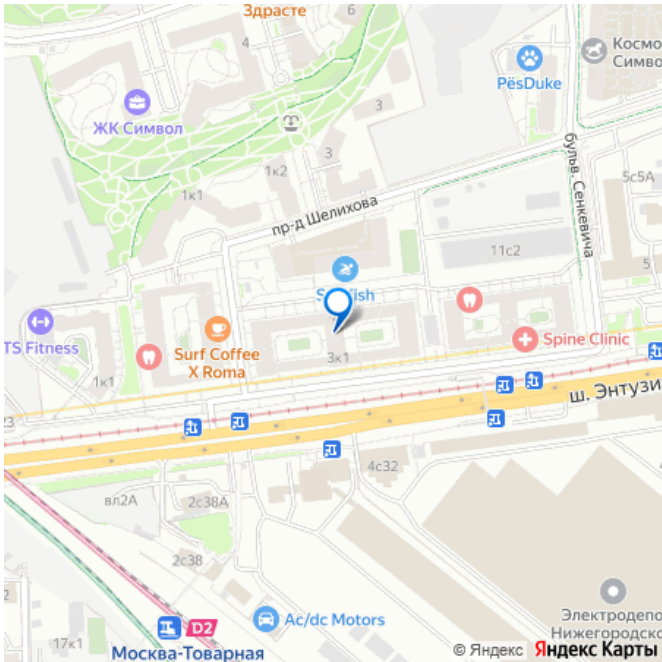 Здрасте
4
Космо
Симво
PёsDuke
ЖК Символ
3
3
1к2
1к1
бульв. Сенкевича
5с5А
пр-д Шелихова
11с2
5
S
ish
TS Fitness
Surf Coffee
X Roma
Spine Clinic
3к1
1к1
23
ш. Энтузи
4с32
вл2А
2с38А
2с38
D2
Ac/dc Motors
Электродепо
Нижегородско
17к1
Москва-Товарная
© Яндекс Яндекс Карты